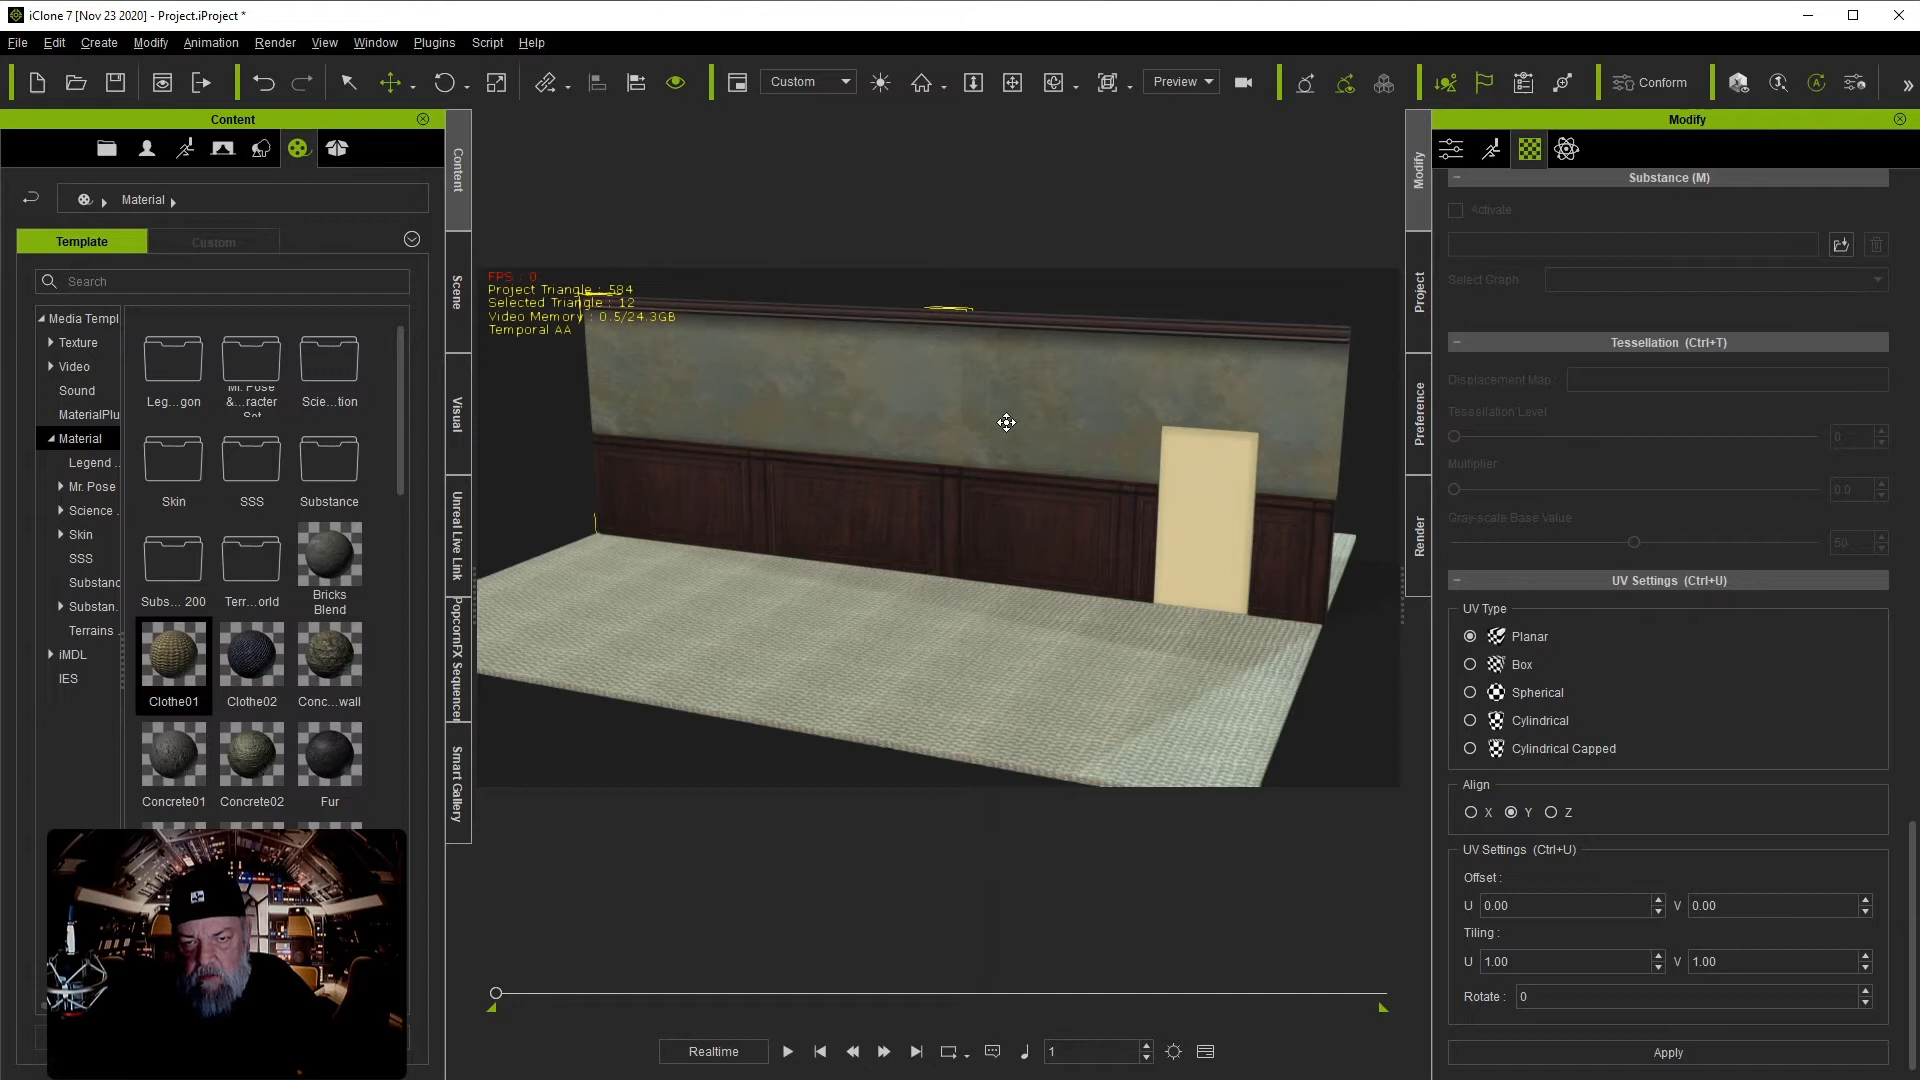 iClone 7 [Nov 23 2020] - Project.iProject *
File Edit Create Modify Animation Render View Window Plugins Script Help
Custom
Preview
Conform
Content
Material
Template
Custom
Search
Media Templ
Texture
Video
Sound
MaterialPlu
Material
Legend ..
Mr. Pose
Science .
Skin
SSS
Substanc
Substan.
Terrains .
iMDL
IES
Leg...gon
Mr. Pose
&...racter
Set
Scie...tion
Skin
SSS
Substance
Subs... 200
Terr...orld
Bricks
Blend
Clothe01
Clothe02
Conc...wall
Concrete01
Concrete02
Fur
Content
Scene
Visual
Unreal Live Link
PopcornFX Sequencer
Smart Gallery
FPS : 0
Project Triangle : 584
Selected Triangle : 12
Video Memory : 0.5/24.3GB
Temporal AA
Realtime
1
Modify
Project
Preference
Render
Modify
Substance (M)
Activate
Select Graph
Tessellation (Ctrl+T)
Displacement Map :
Tessellation Level
0
Multiplier
0.0
Gray-scale Base Value
50
UV Settings (Ctrl+U)
UV Type
Planar
Box
Spherical
Cylindrical
Cylindrical Capped
Align
X Y Z
UV Settings (Ctrl+U)
Offset :
U 0.00 V 0.00
Tiling :
U 1.00 V 1.00
Rotate : 0
Apply